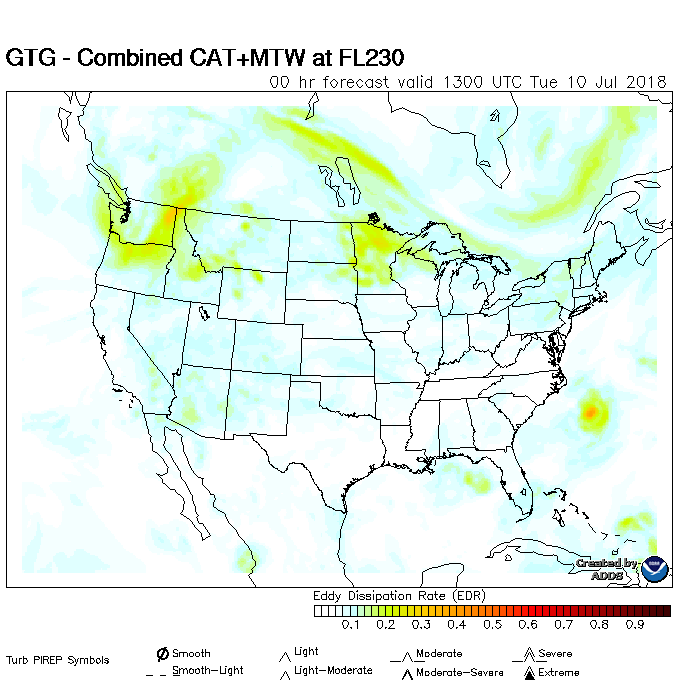 GTG - Combined CAT+MTW at FL230
00 hr forecast valid 1300 UTC Tue 10 Jul 2018
Created by
ADDS
Eddy Dissipation Rate (EDR)
0.1 0.2 0.3 0.4 0.5 0.6 0.7 0.8 0.9
Turb PIREP Symbols
Smooth Light Moderate Severe
Smooth-Light Light-Moderate Moderate-Severe Extreme